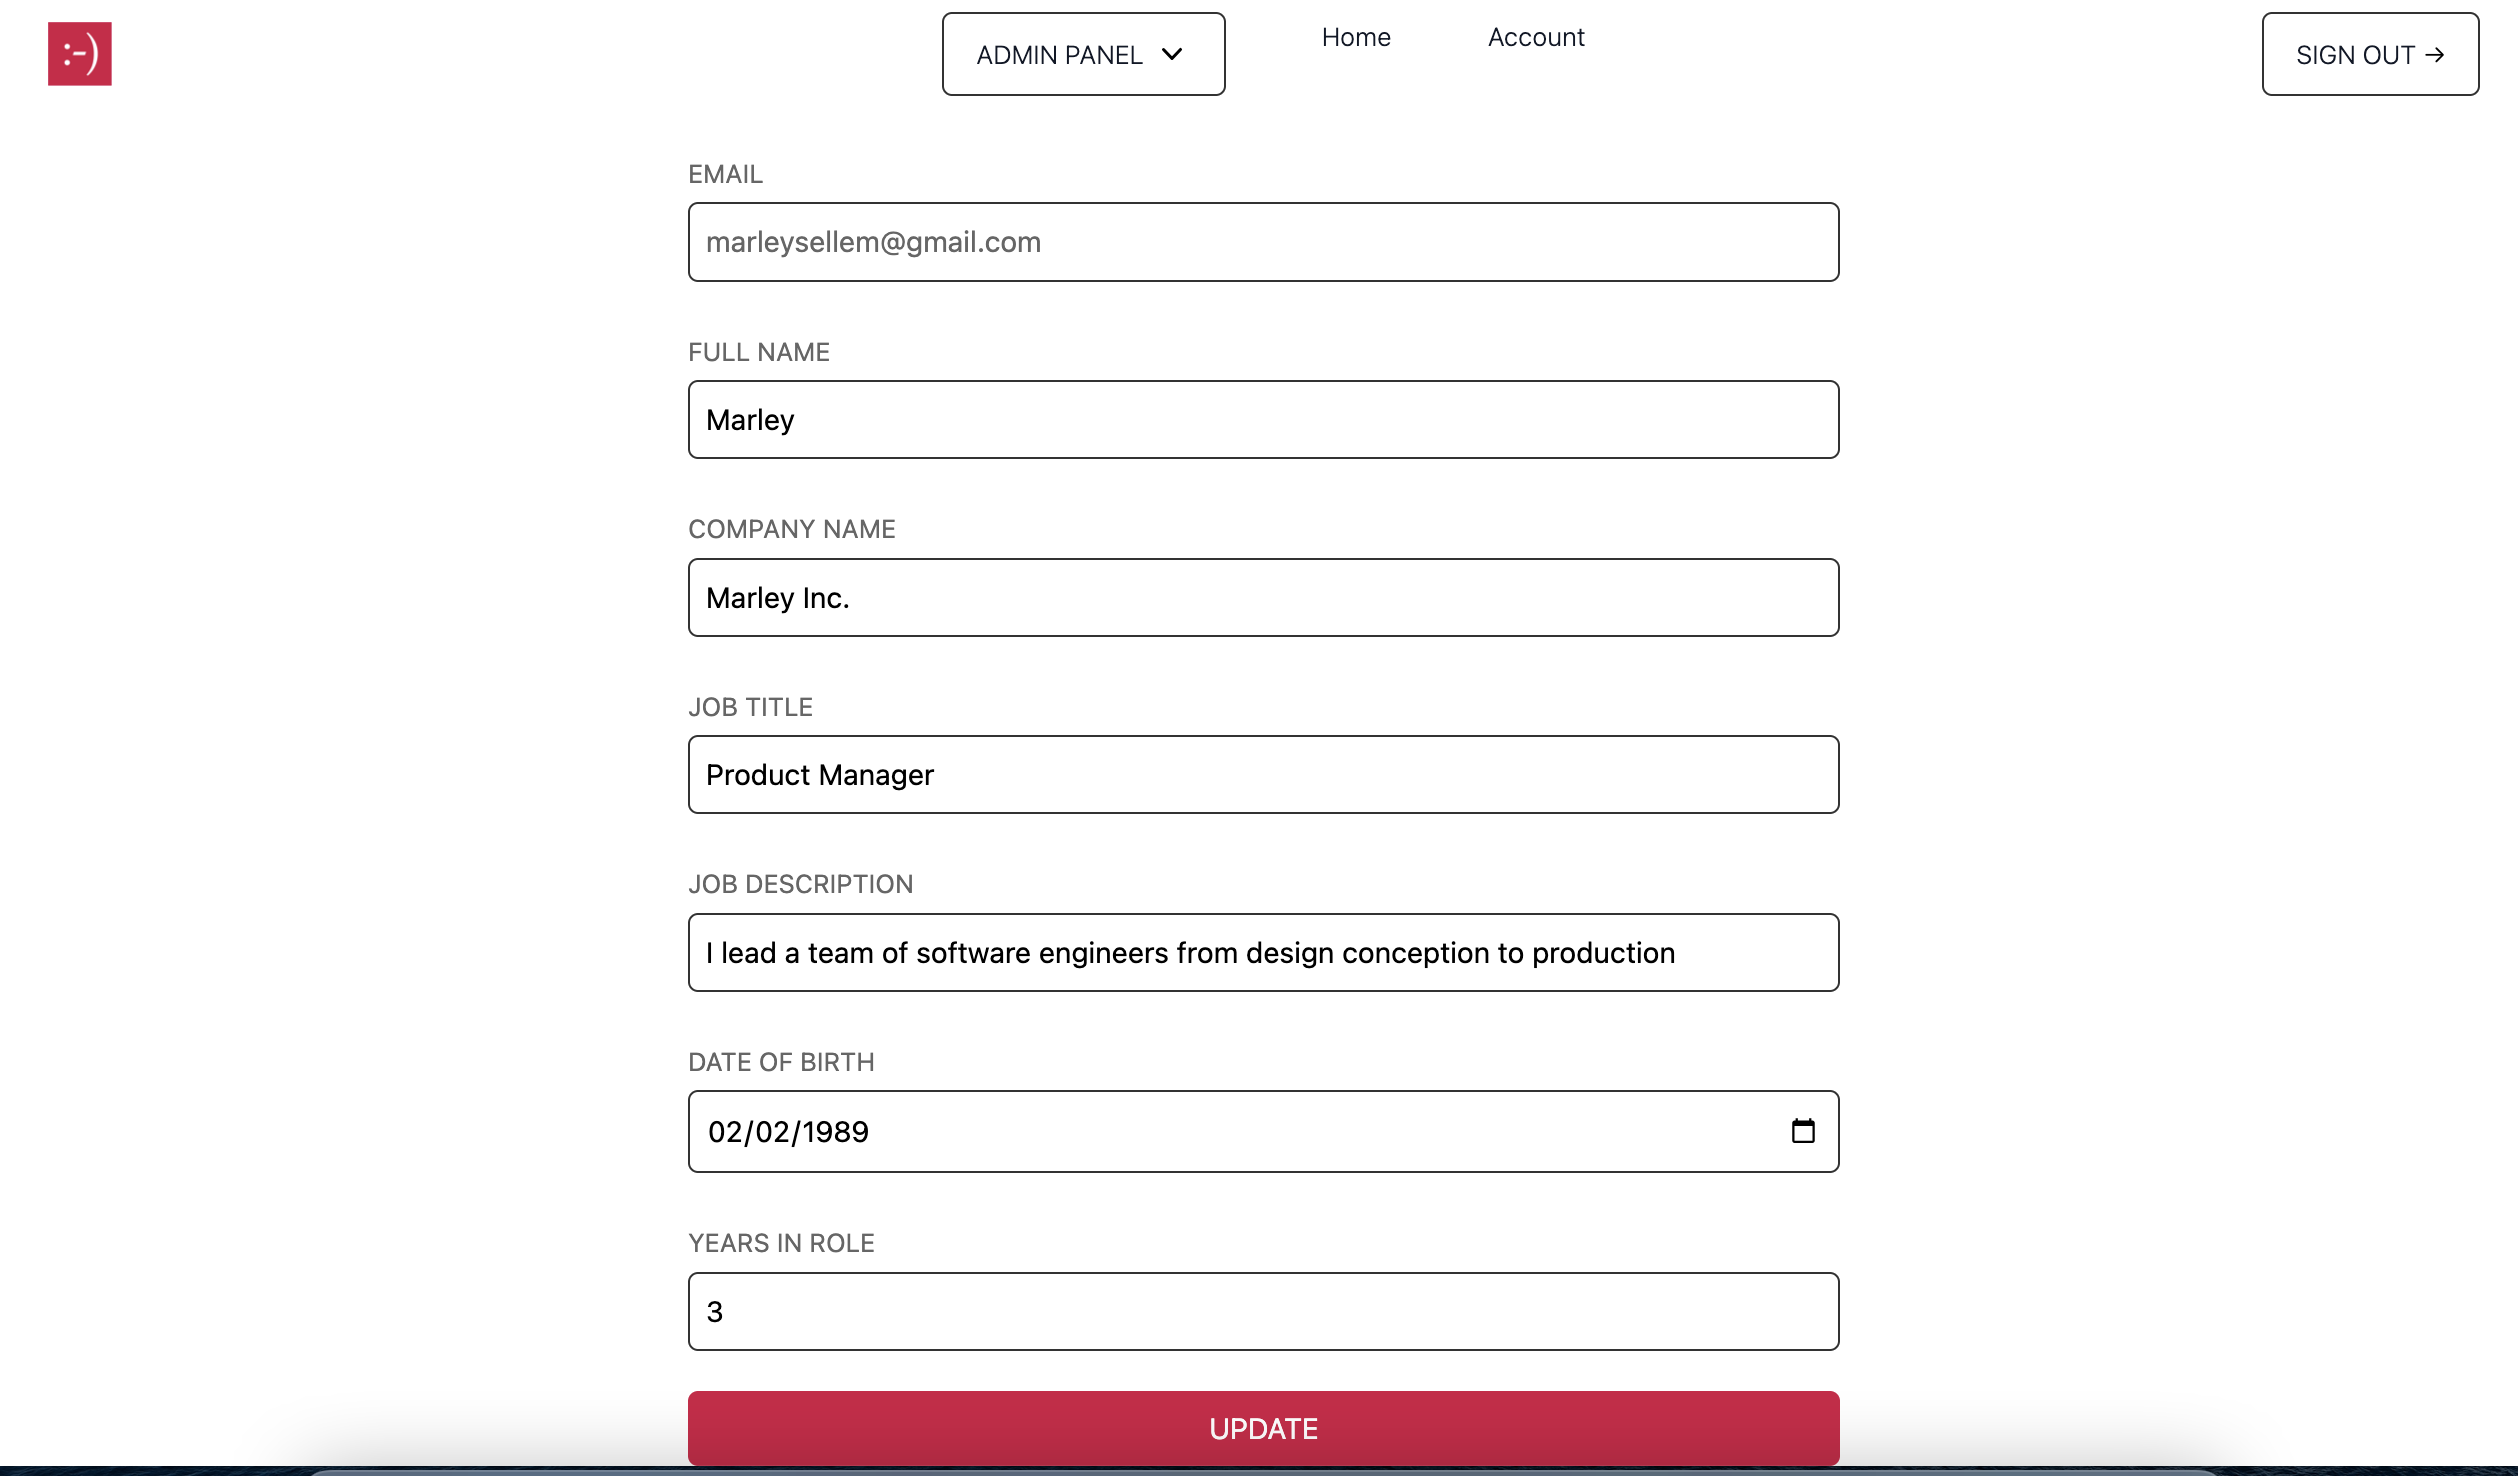 :-)
ADMIN PANEL
Home
Account
SIGN OUT →
EMAIL
marleysellem@gmail.com
FULL NAME
Marley
COMPANY NAME
Marley Inc.
JOB TITLE
Product Manager
JOB DESCRIPTION
I lead a team of software engineers from design conception to production
DATE OF BIRTH
02/02/1989
YEARS IN ROLE
3
UPDATE